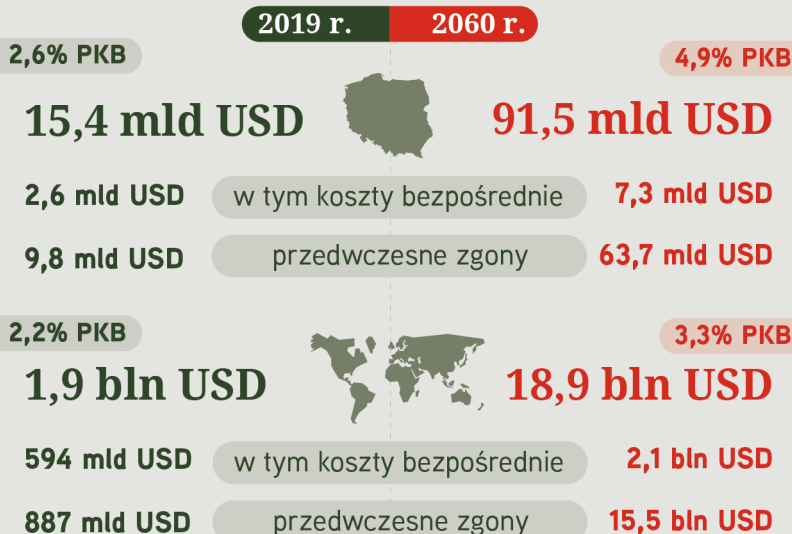 2019 r. 2060 r.
2,6% PKB 4,9% PKB
15,4 mld USD 91,5 mld USD
2,6 mld USD w tym koszty bezpośrednie 7,3 mld USD
9,8 mld USD przedwczesne zgony 63,7 mld USD
2,2% PKB 3,3% PKB
1,9 bln USD 18,9 bln USD
594 mld USD w tym koszty bezpośrednie 2,1 bln USD
887 mld USD przedwczesne zgony 15,5 bln USD